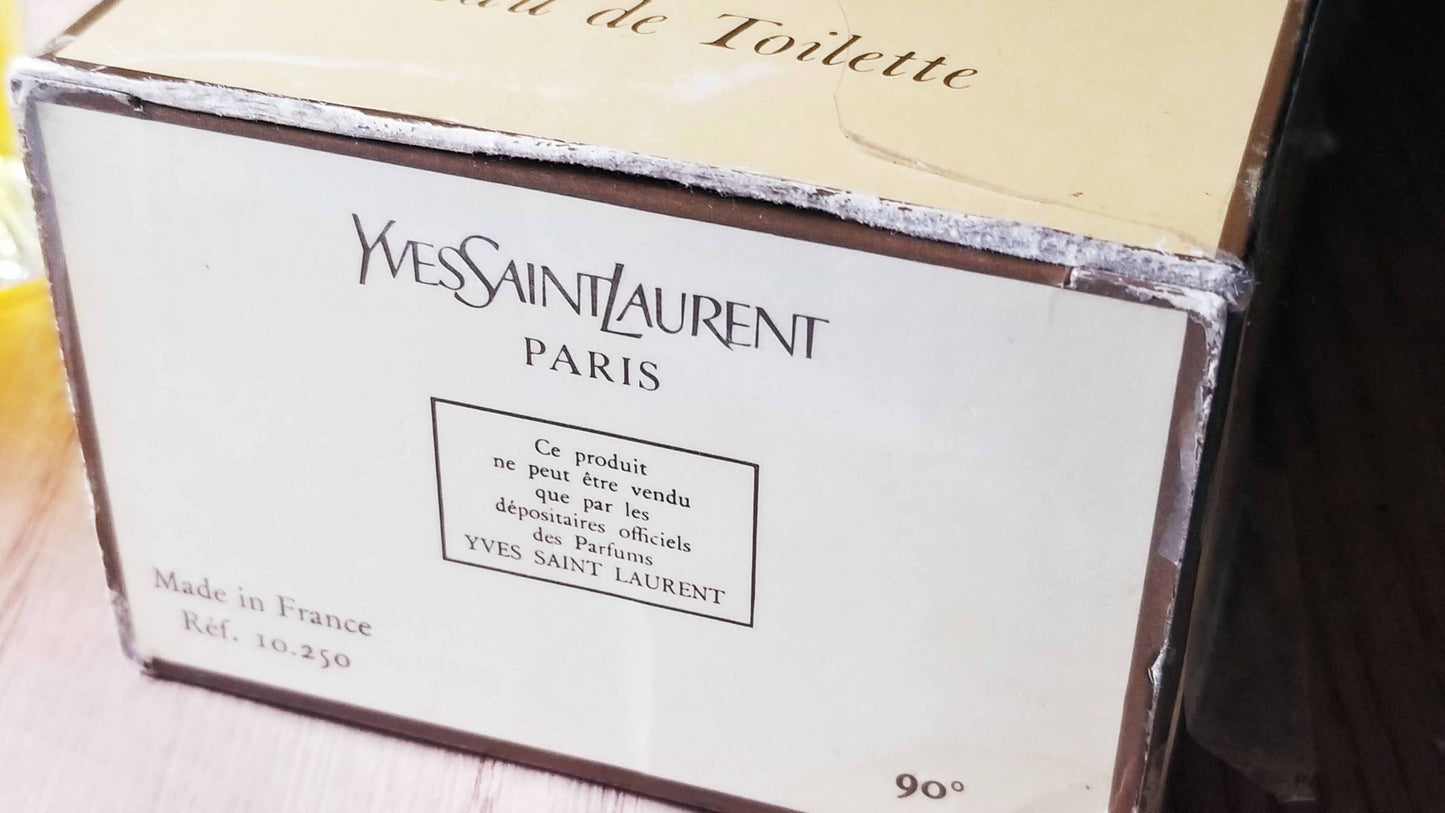 de Toilette
YVES SAINT LAURENT
PARIS
Ce produit
ne peut être vendu
que par les
dépositaires officiels
des Parfums
YVES SAINT LAURENT
Made in France
Réf. 10.250
90°